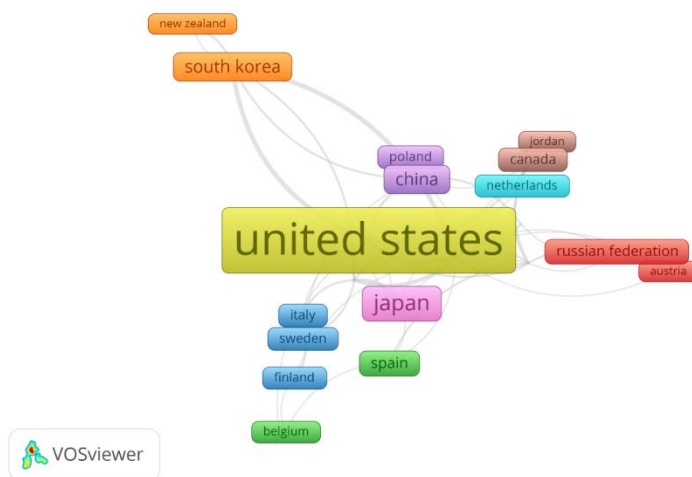 new zealand
south korea
jordan
poland
canada
china
netherlands
united states
russian federation
austria
japan
italy
sweden
spain
finland
belgium
VOSviewer